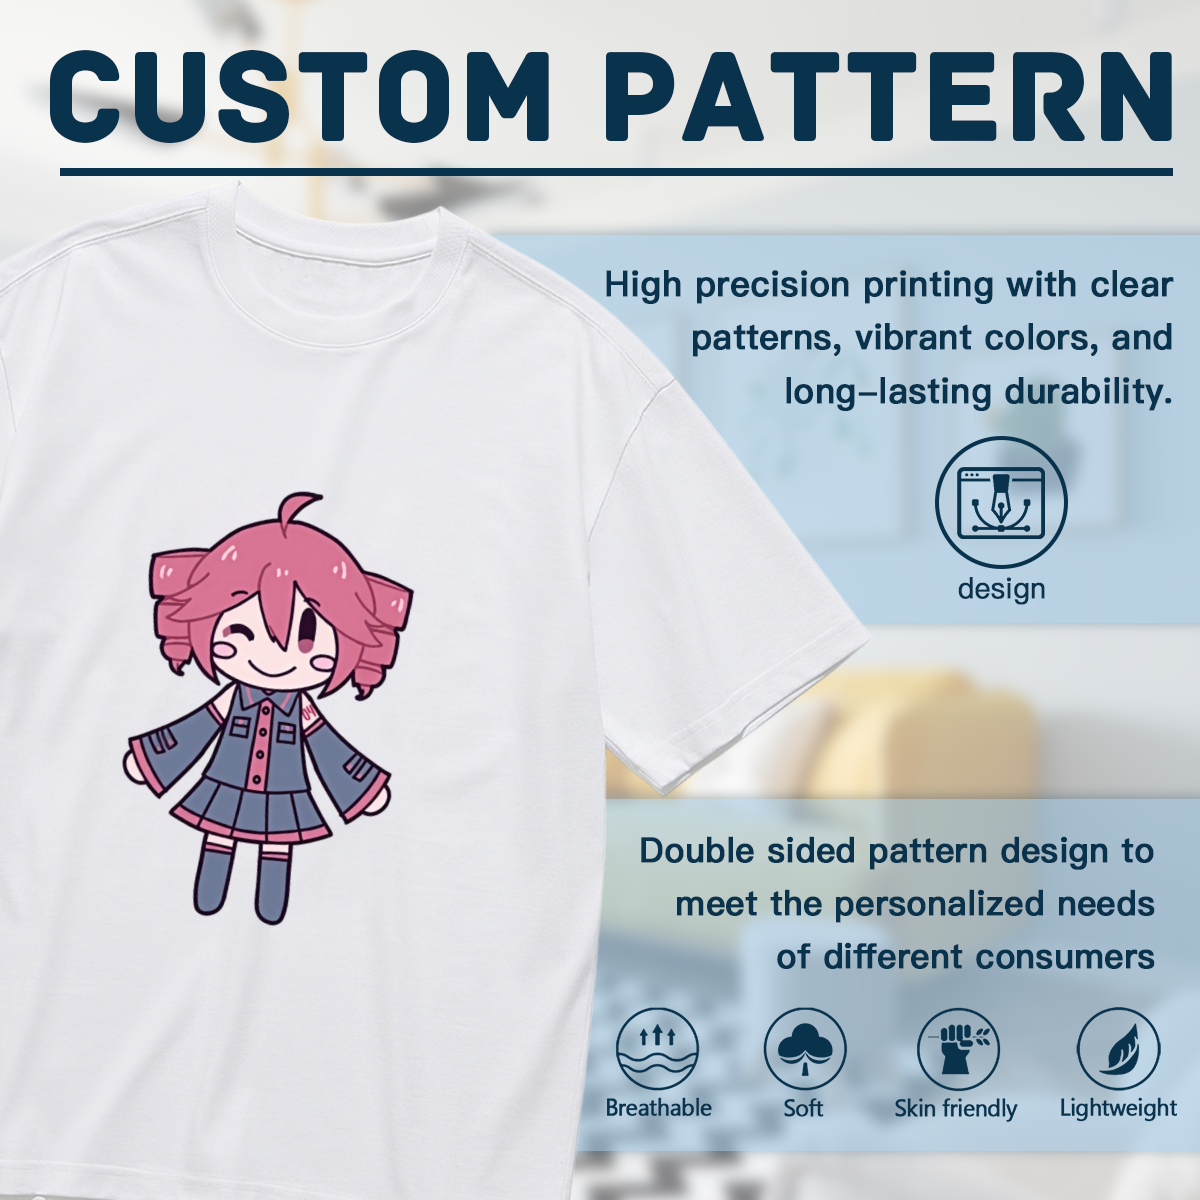 CUSTOM PATTERN
High precision printing with clear
patterns, vibrant colors, and
long-lasting durability.
design
04
Double sided pattern design to
meet the personalized needs
of different consumers
Breathable
Soft
Skin friendly
Lightweight